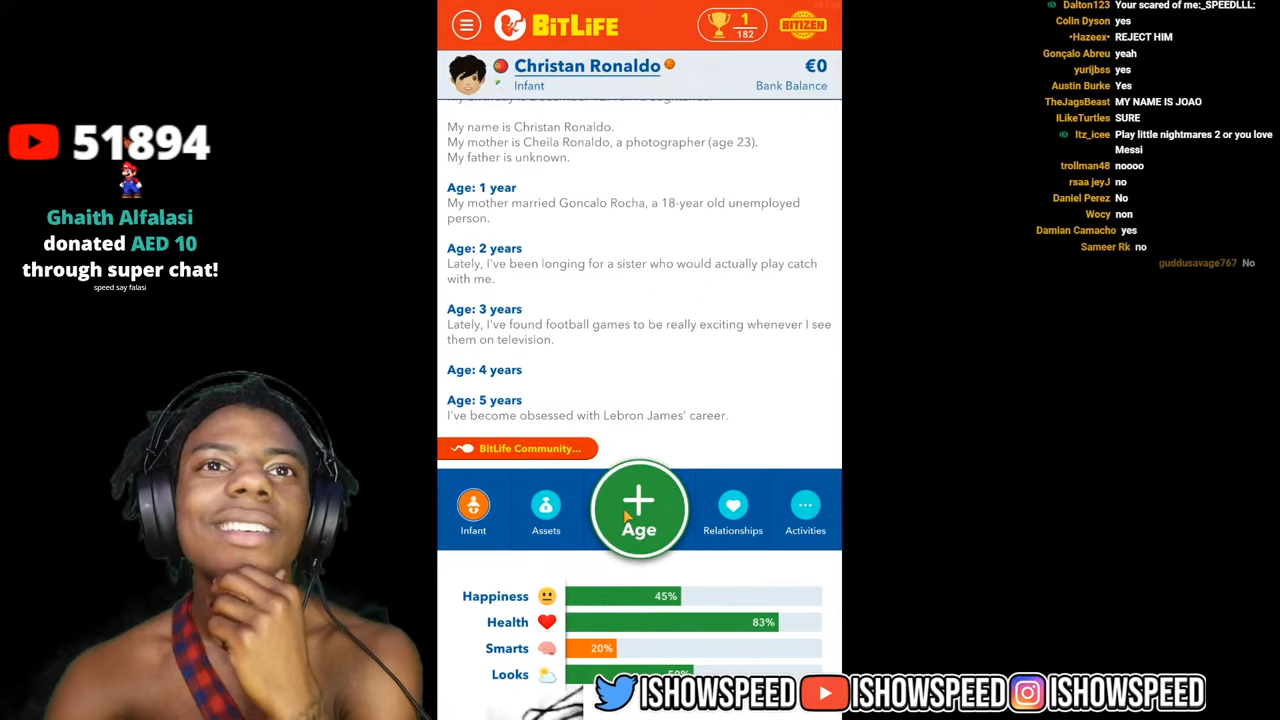 51894
Ghaith Alfalasi
donated AED 10
through super chat!
speed say falasi
BitLife
1
182
BITIZEN
Christan Ronaldo
Infant
€0
Bank Balance
My name is Christan Ronaldo.
My mother is Cheila Ronaldo, a photographer (age 23).
My father is unknown.
Age: 1 year
My mother married Goncalo Rocha, a 18-year old unemployed
person.
Age: 2 years
Lately, I've been longing for a sister who would actually play catch
with me.
Age: 3 years
Lately, I've found football games to be really exciting whenever I see
them on television.
Age: 4 years
Age: 5 years
I've become obsessed with Lebron James' career.
BitLife Community...
Infant
Assets
Age
Relationships
Activities
Happiness
45%
Health
83%
Smarts
20%
Looks
Dalton123 Your scared of me:_SPEEDLLL:
Colin Dyson yes
•Hazeex• REJECT HIM
Gonçalo Abreu yeah
yurijbss yes
Austin Burke Yes
TheJagsBeast MY NAME IS JOAO
ILikeTurtles SURE
Itz_icee Play little nightmares 2 or you love
Messi
trollman48 noooo
rsaa jeyJ no
Daniel Perez No
Wocy non
Damian Camacho yes
Sameer Rk no
guddusavage767 No
ISHOWSPEED ISHOWSPEED ISHOWSPEED